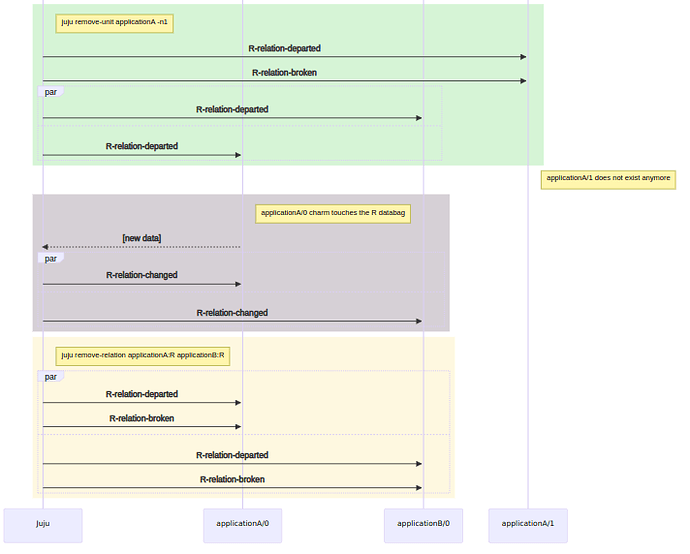 juju remove-unit applicationA -n1
R-relation-departed
R-relation-broken
par
R-relation-departed
R-relation-departed
applicationA/1 does not exist anymore
applicationA/0 charm touches the R databag
[new data]
par
R-relation-changed
R-relation-changed
juju remove-relation applicationA:R applicationB:R
par
R-relation-departed
R-relation-broken
R-relation-departed
R-relation-broken
Juju applicationA/0 applicationB/0 applicationA/1